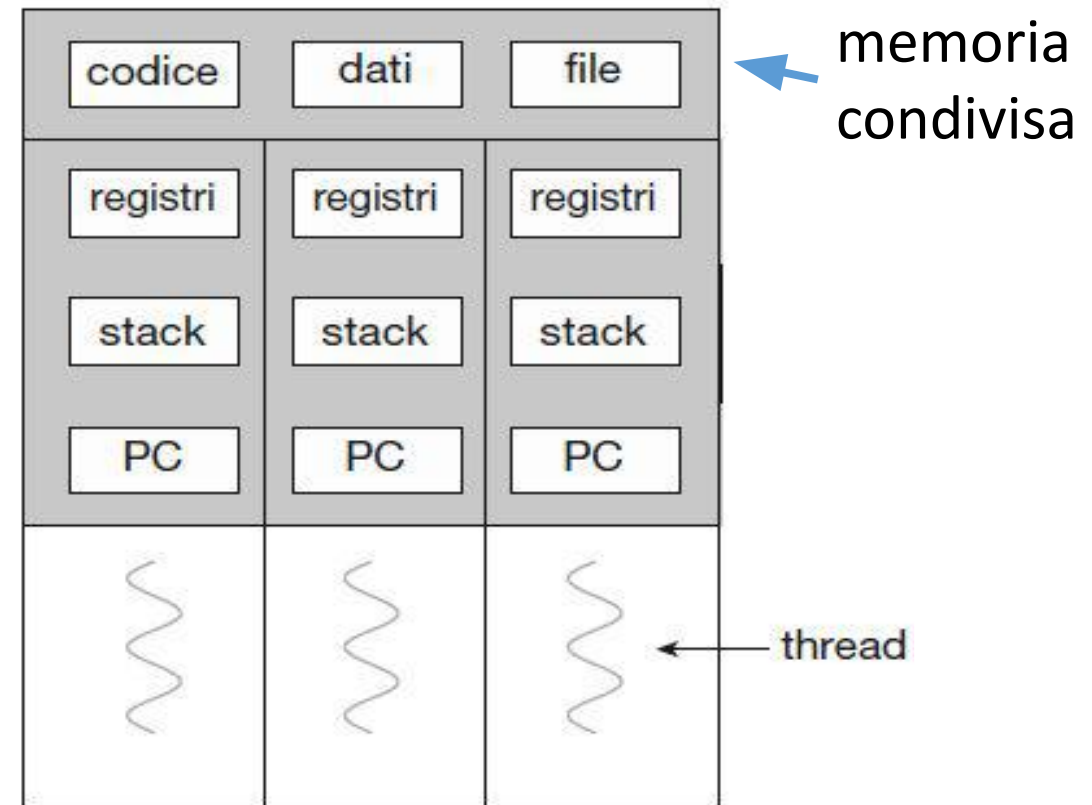 codice dati file
memoria
condivisa
registri registri registri
stack stack stack
PC PC PC
thread